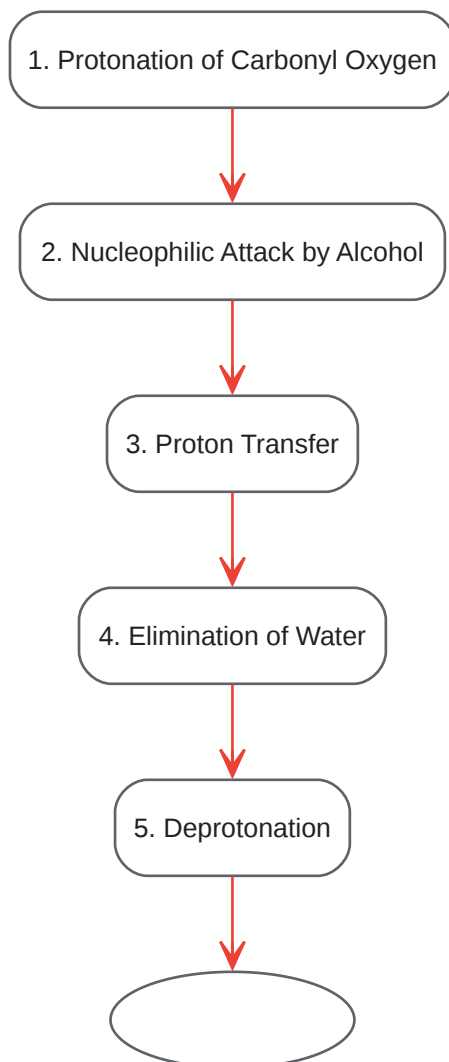 1. Protonation of Carbonyl Oxygen
2. Nucleophilic Attack by Alcohol
3. Proton Transfer
4. Elimination of Water
5. Deprotonation